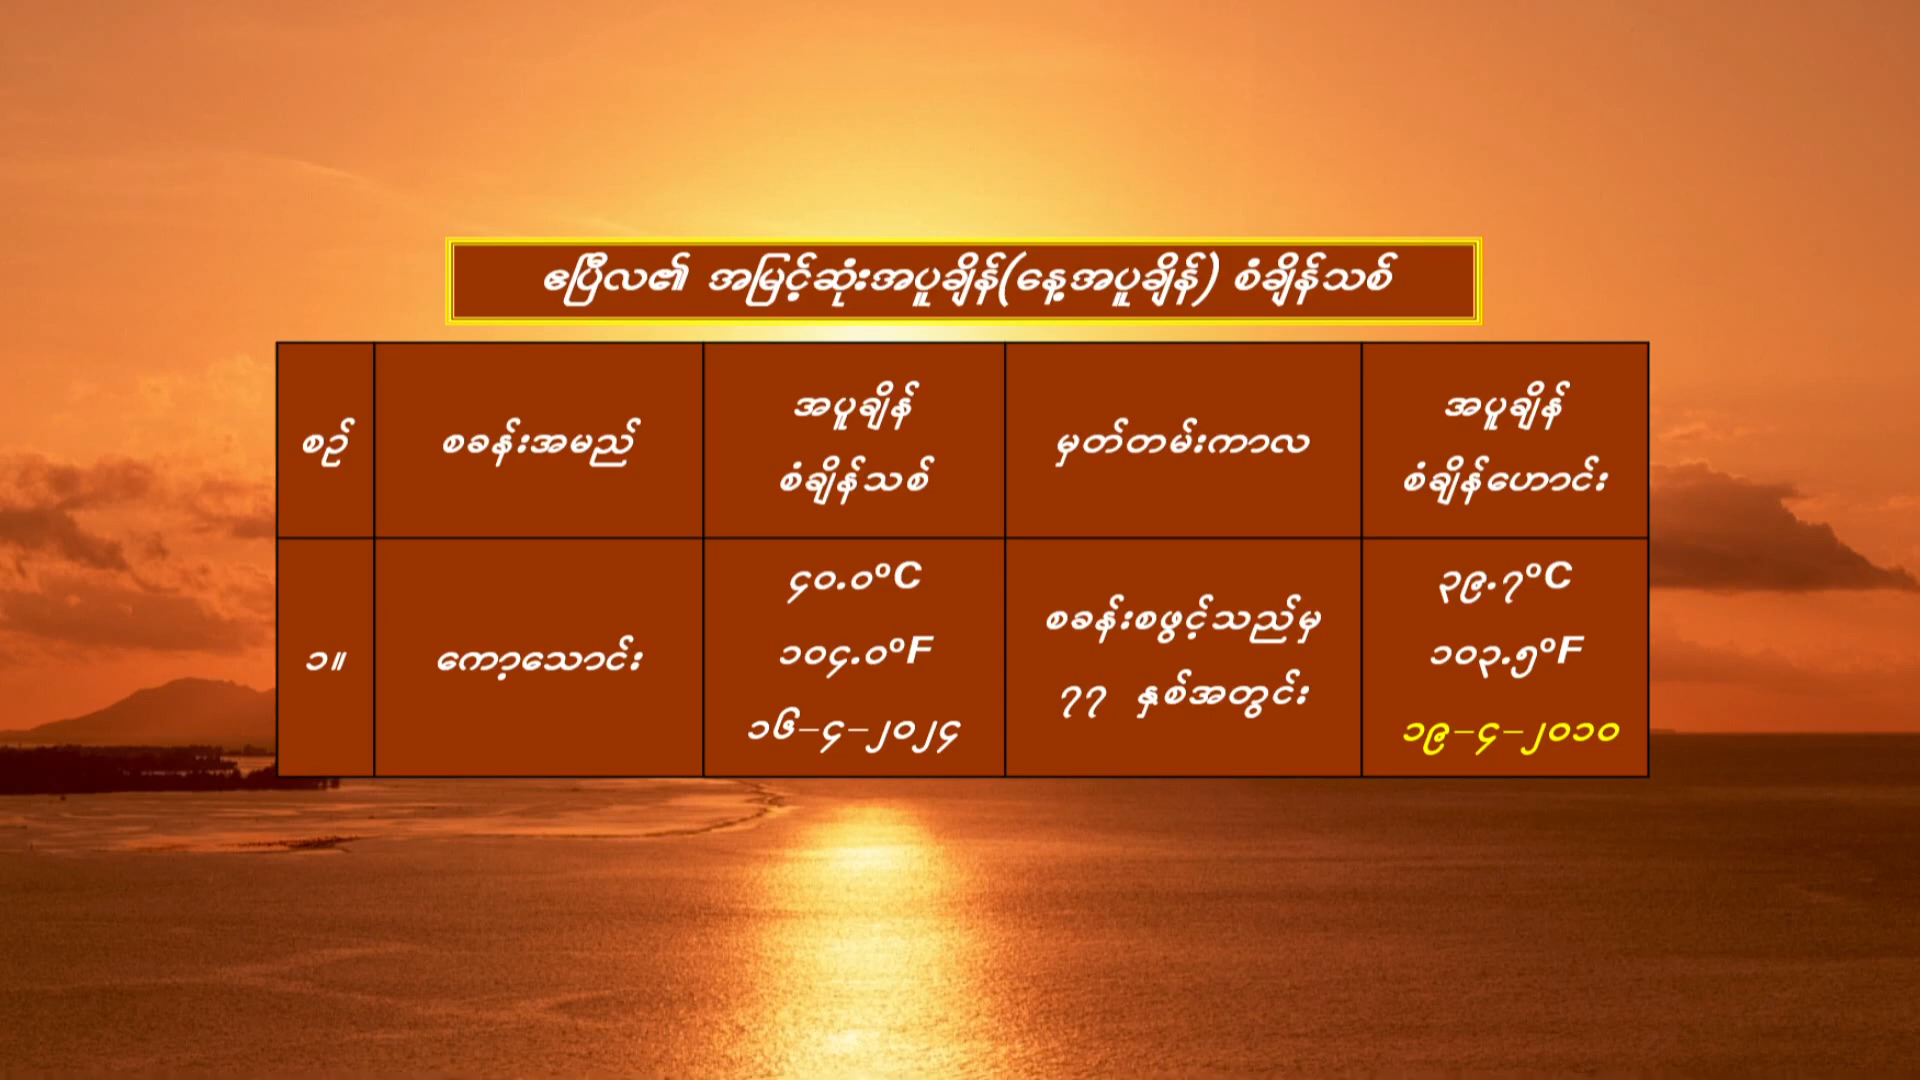 ဧပြီလ၏ အမြင့်ဆုံးအပူချိန်(နေ့အပူချိန်) စံချိန်သစ်
စဉ်
စခန်းအမည်
အပူချိန်
စံချိန်သစ်
မှတ်တမ်းကာလ
အပူချိန်
စံချိန်ဟောင်း
၁။
ကော့သောင်း
၄၀.၀°C
၁၀၄.၀°F
၁၆-၄-၂၀၂၄
စခန်းစဖွင့်သည်မှ
၇၇ နှစ်အတွင်း
၃၉.၇°C
၁၀၃.၅°F
၁၉-၄-၂၀၁၀